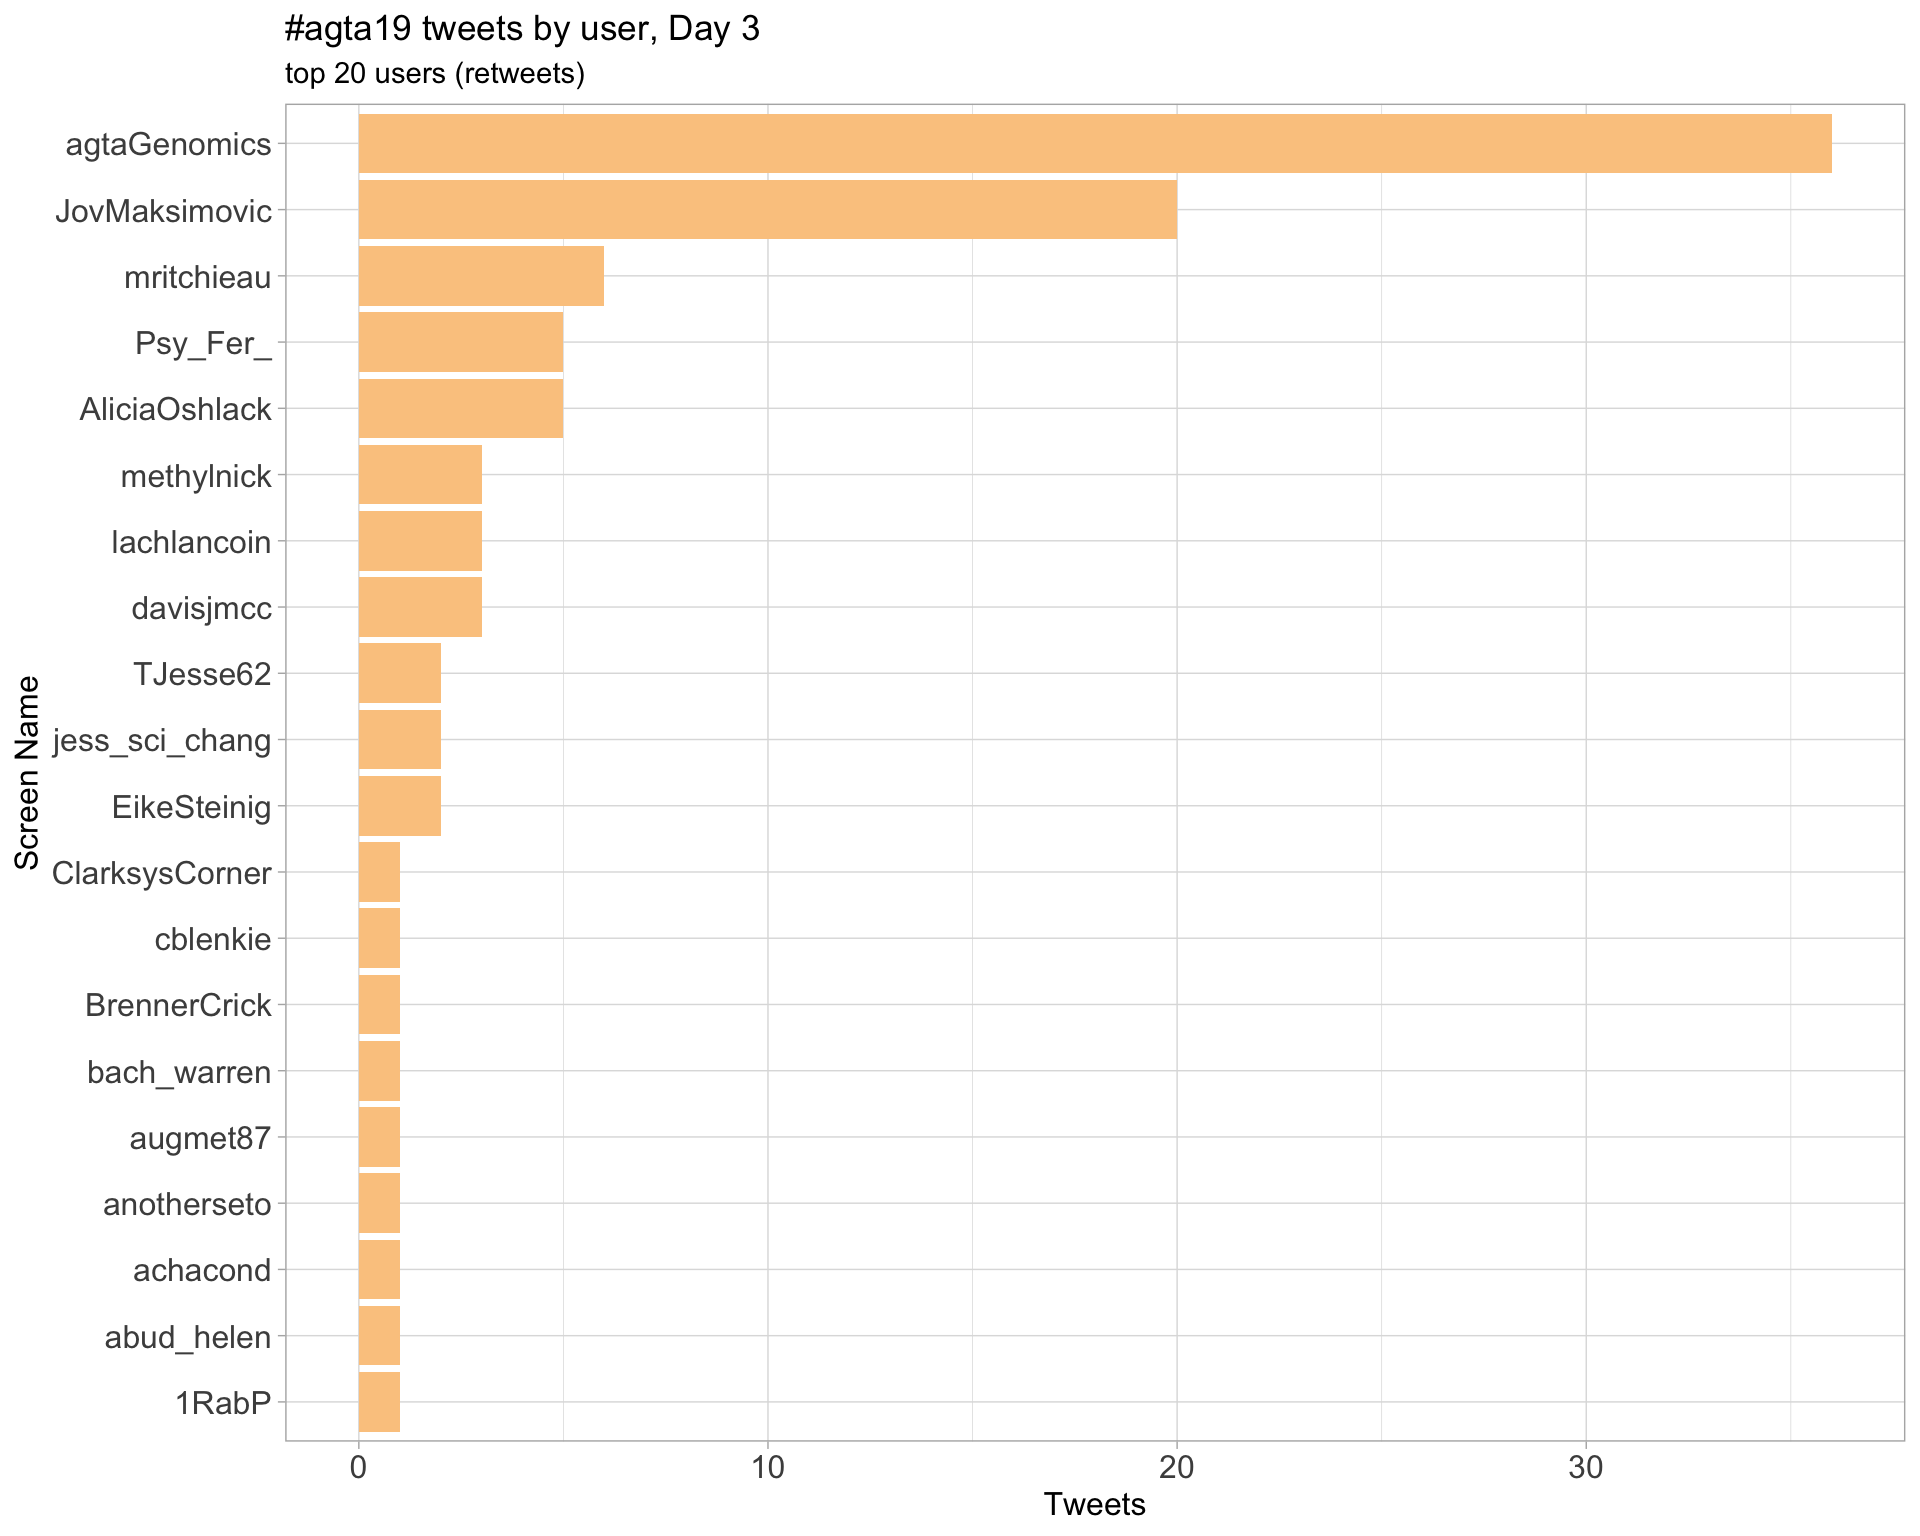 #agta19 tweets by user, Day 3
top 20 users (retweets)
agtaGenomics
JovMaksimovic
mritchieau
Psy_Fer_
AliciaOshlack
methylnick
lachlancoin
davisjmcc
TJesse62
jess_sci_chang
EikeSteinig
ClarksysCorner
cblenkie
BrennerCrick
bach_warren
augmet87
anotherseto
achacond
abud_helen
1RabP
Screen Name
0 10 20 30
Tweets